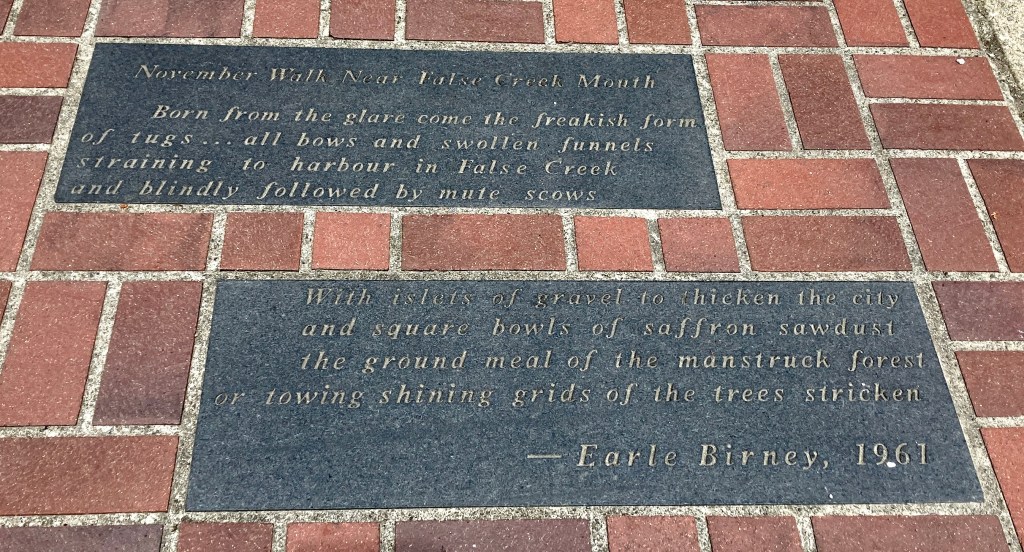 November Walk Near False Creek Mouth
Born from the glare come the freakish form
of tugs ... all bows and swollen funnels
straining to harbour in False Creek
and blindly followed by mute scows
With islets of gravel to thicken the city
and square bowls of saffron sawdust
the ground meal of the manstruck forest
or towing shining grids of the trees stricken
— Earle Birney, 1961